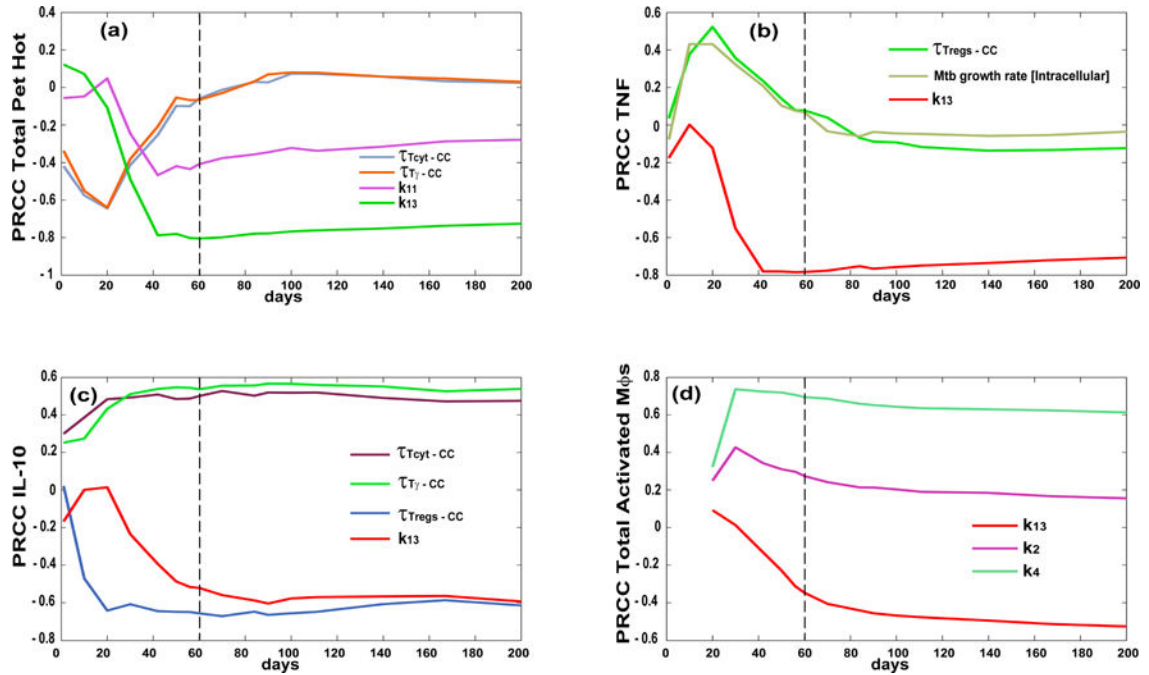 (a)
PRCC Total Pet Hot
0.4
0.2
0
- 0.2
- 0.4
- 0.6
- 0.8
- 1
τTcyt - CC
τTγ - CC
k11
k13
0 20 40 60 80 100 120 140 160 180 200
days
(b)
PRCC TNF
0.6
0.4
0.2
0
- 0.2
- 0.4
- 0.6
- 0.8
τTregs - CC
Mtb growth rate [Intracellular]
k13
0 20 40 60 80 100 120 140 160 180 200
days
(c)
PRCC IL-10
0.6
0.4
0.2
0
- 0.2
- 0.4
- 0.6
- 0.8
τTcyt - CC
τTγ - CC
τTregs - CC
k13
0 20 40 60 80 100 120 140 160 180 200
days
(d)
PRCC Total Activated Mϕs
0.8
0.6
0.4
0.2
0
- 0.2
- 0.4
- 0.6
k13
k2
k4
0 20 40 60 80 100 120 140 160 180 200
days